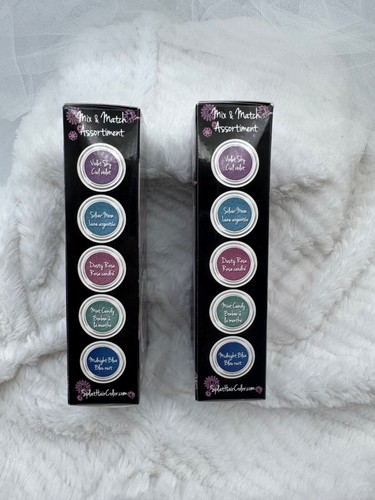 Mix & Match
Assortiment
Violet Sky
Ciel violet
Silver Moon
Lune argentée
Dusty Rose
Rose cendré
Mint Candy
Bonbon à
la menthe
Midnight Blue
Bleu nuit
SplatHairColor.com
Mix & Match
Assortiment
Violet Sky
Ciel violet
Silver Moon
Lune argentée
Dusty Rose
Rose cendré
Mint Candy
Bonbon à
la menthe
Midnight Blue
Bleu nuit
SplatHairColor.com